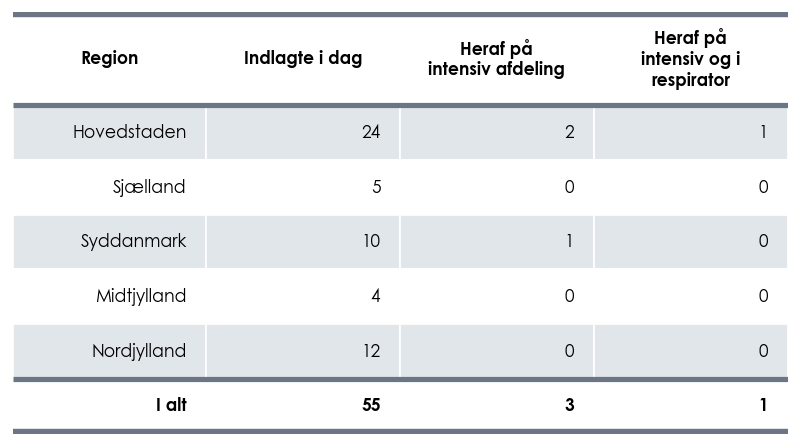 Region Indlagte i dag Heraf på intensiv afdeling Heraf på intensiv og i respirator
Hovedstaden 24 2 1
Sjælland 5 0 0
Syddanmark 10 1 0
Midtjylland 4 0 0
Nordjylland 12 0 0
I alt 55 3 1